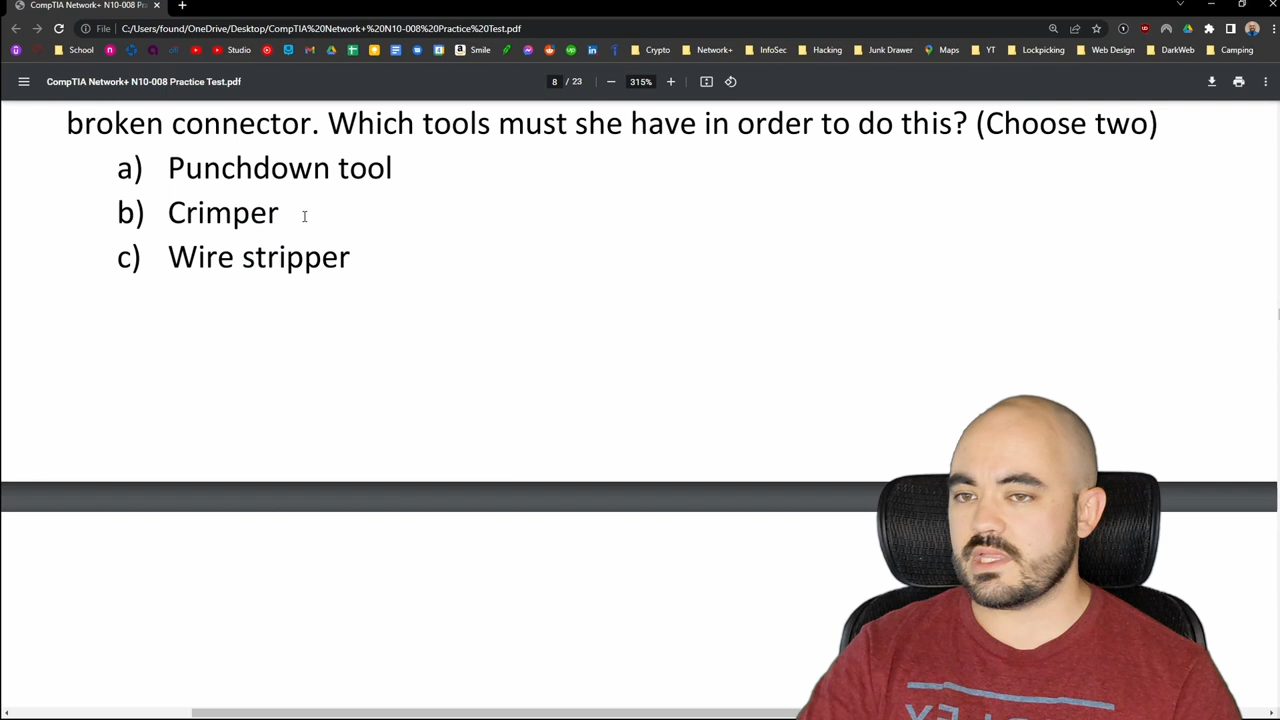 CompTIA Network+ N10-008 Practice Test
File
C:/Users/found/OneDrive/Desktop/CompTIA%20Network+%20N10-008%20Practice%20Test.pdf
School
Studio
Smile
Crypto
Network+
InfoSec
Hacking
Junk Drawer
Maps
YT
Lockpicking
Web Design
DarkWeb
Camping
CompTIA Network+ N10-008 Practice Test.pdf
8 / 23
315%
broken connector. Which tools must she have in order to do this? (Choose two)
a) Punchdown tool
b) Crimper
c) Wire stripper